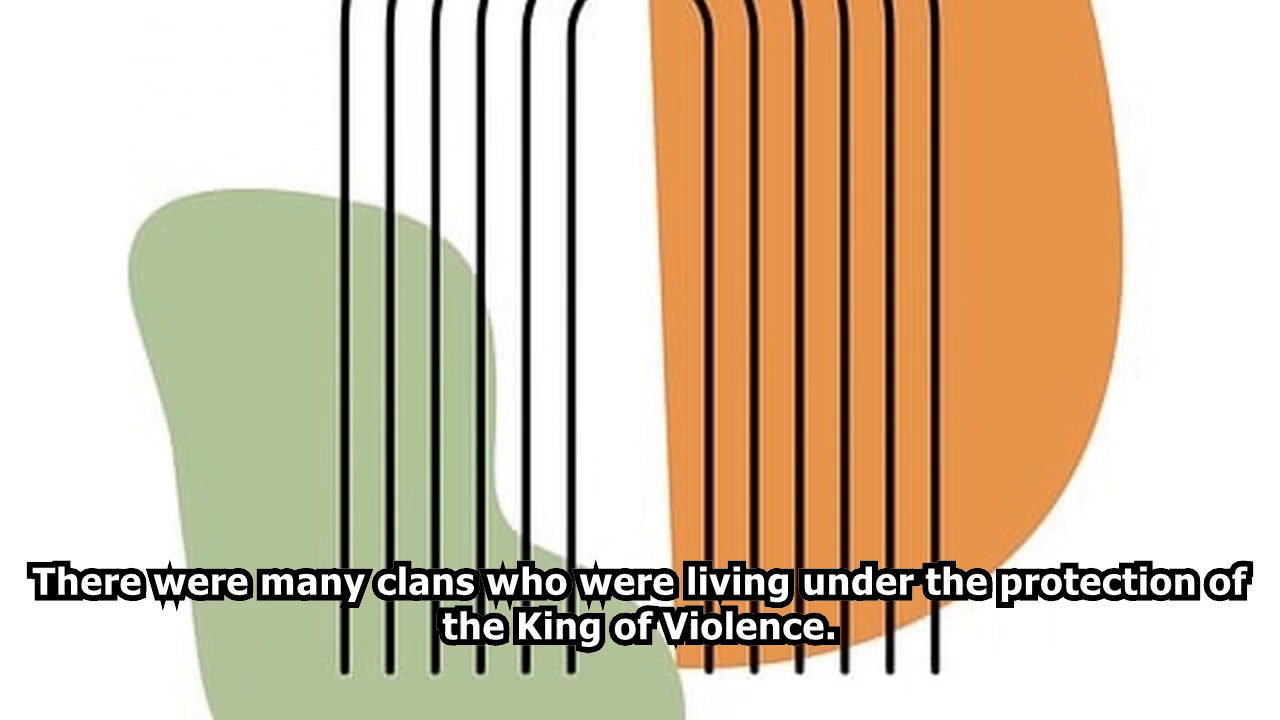 There were many clans who were living under the protection of
the King of Violence.